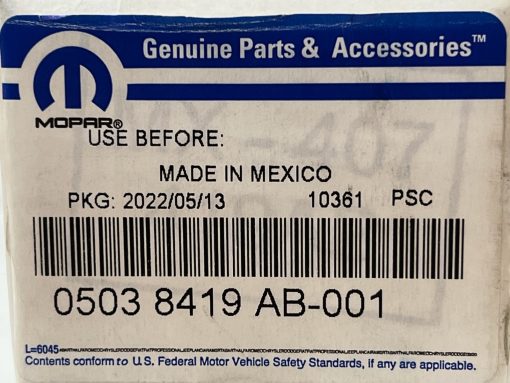 Genuine Parts & Accessories™
MOPAR®
USE BEFORE:
MADE IN MEXICO
PKG: 2022/05/13 10361 PSC
0503 8419 AB-001
L=6045
Contents conform to U.S. Federal Motor Vehicle Safety Standards, if any are applicable.